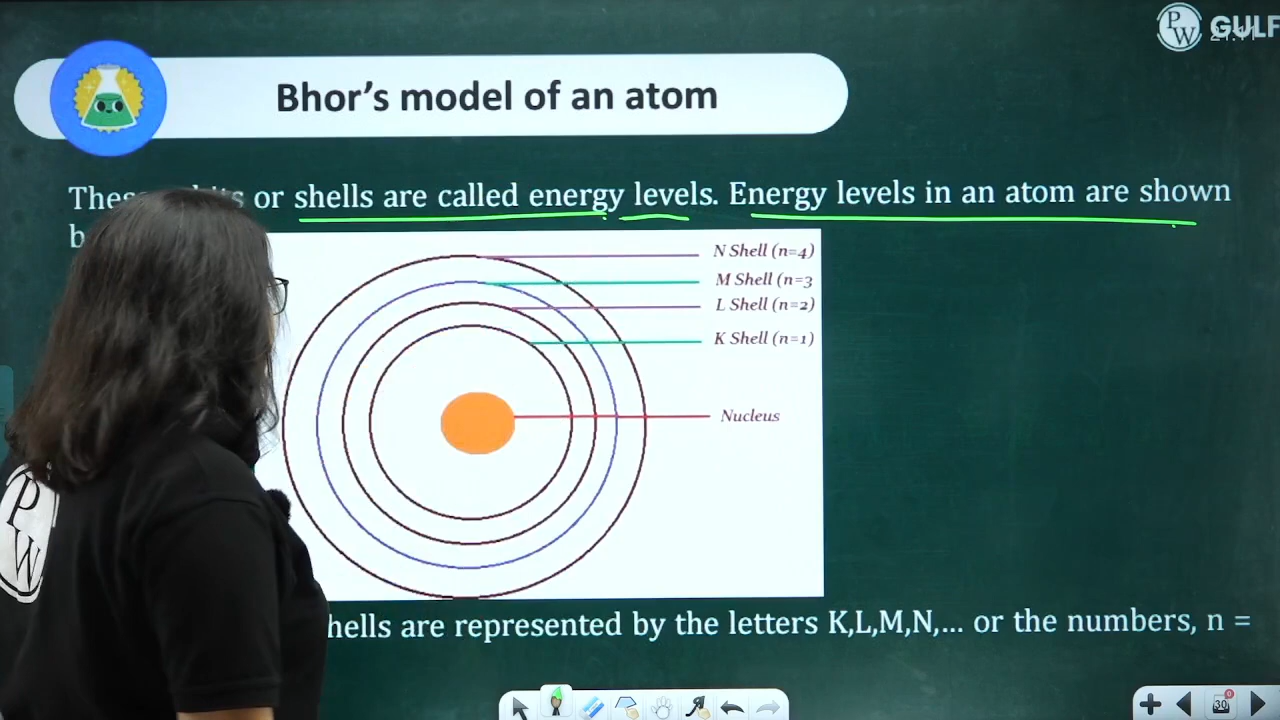 P
W GULF
Bhor's model of an atom
or shells are called energy levels. Energy levels in an atom are shown
N Shell (n=4)
M Shell (n=3
L Shell (n=2)
K Shell (n=1)
Nucleus
P
W
hells are represented by the letters K,L,M,N,... or the numbers, n =
30